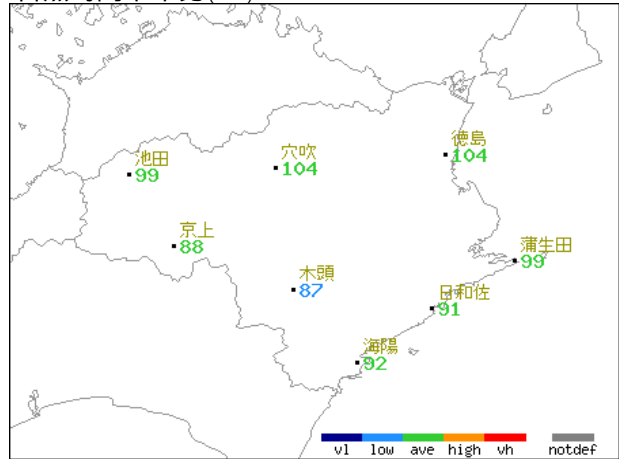 徳島
104
穴吹
104
池田
99
京上
88
蒲生田
99
木頭
87
日和佐
91
海陽
92
vl low ave high vh notdef